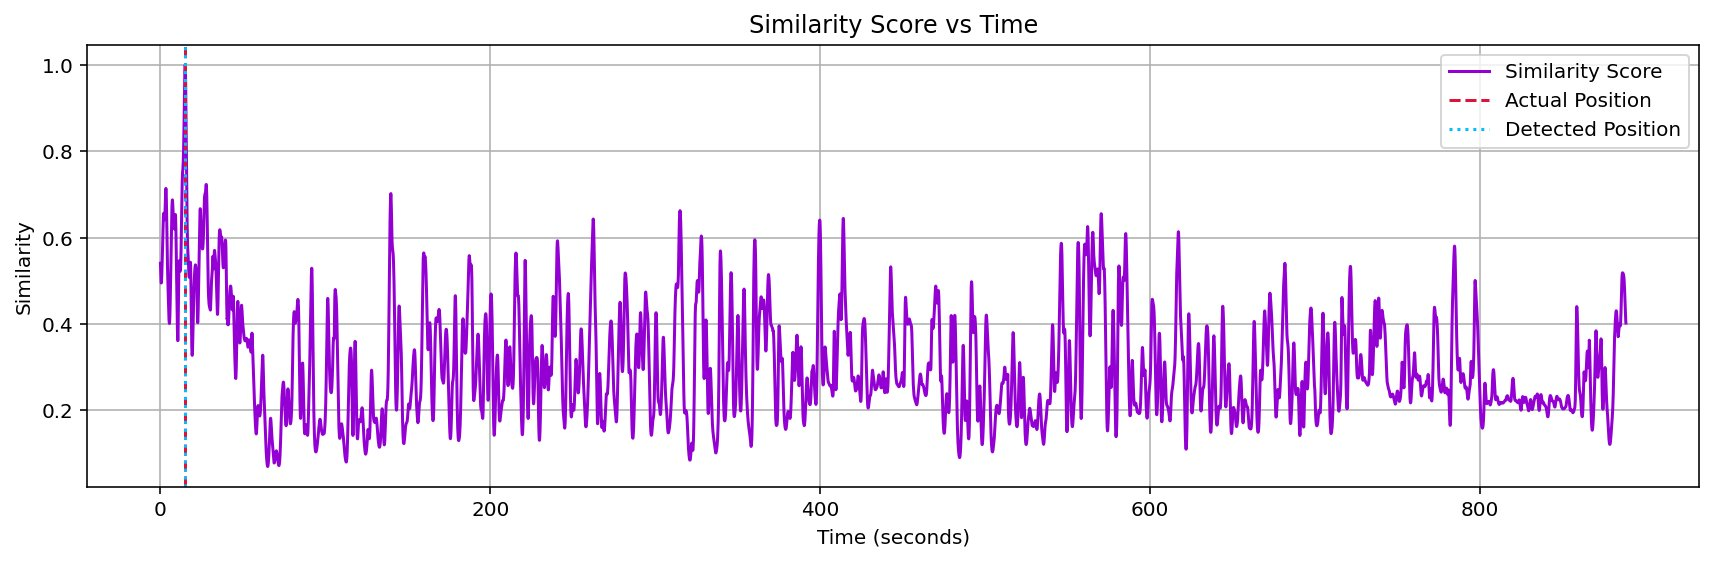 Similarity Score vs Time
Similarity Score
Actual Position
Detected Position
1.0
0.8
0.6
0.4
0.2
Similarity
0 200 400 600 800
Time (seconds)